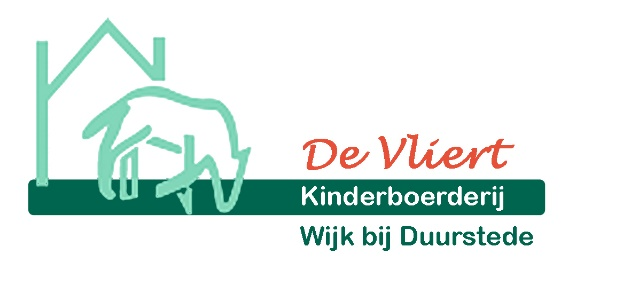 De Vliert
Kinderboerderij
Wijk bij Duurstede